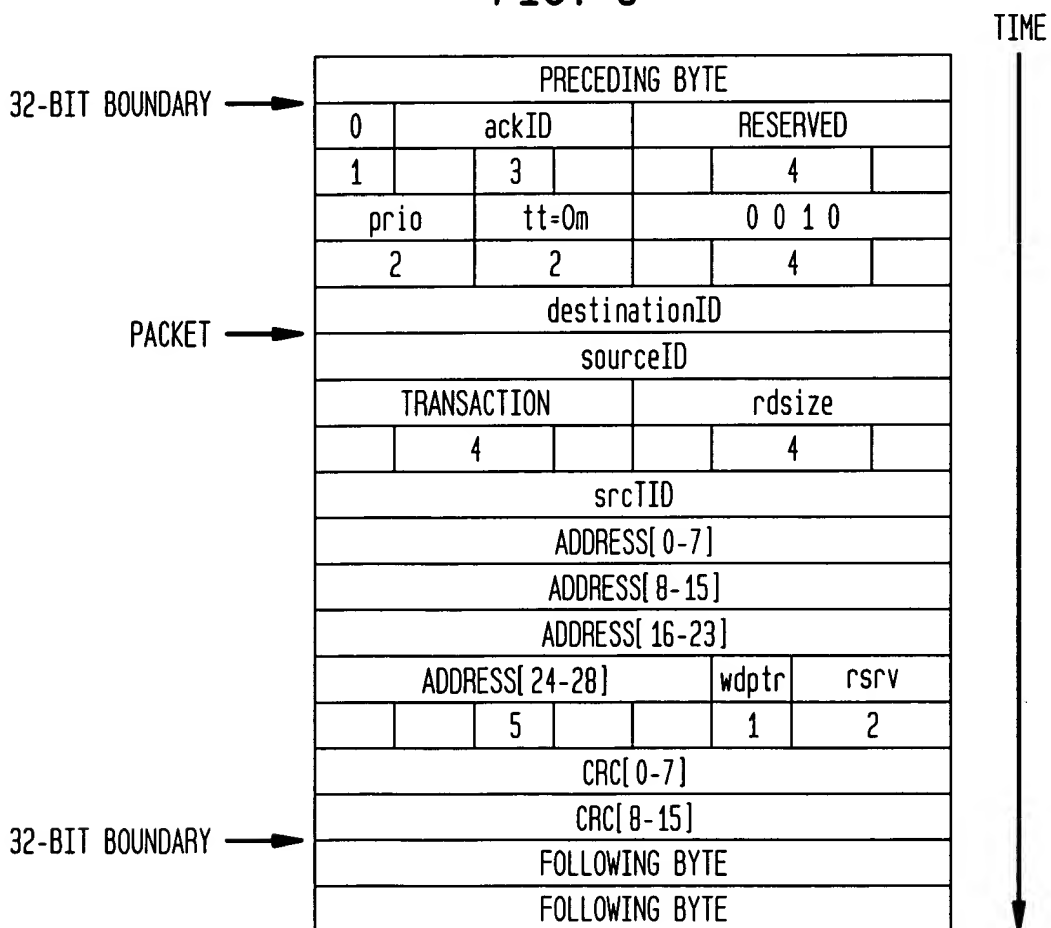 TIME
PRECEDING BYTE
32-BIT BOUNDARY
0 ackID RESERVED
1 3 4
prio tt=0m 0 0 1 0
2 2 4
destinationID
PACKET
sourceID
TRANSACTION rdsize
4 4
srcTID
ADDRESS[0-7]
ADDRESS[8-15]
ADDRESS[16-23]
ADDRESS[24-28] wdptr rsrv
5 1 2
CRC[0-7]
CRC[8-15]
32-BIT BOUNDARY
FOLLOWING BYTE
FOLLOWING BYTE